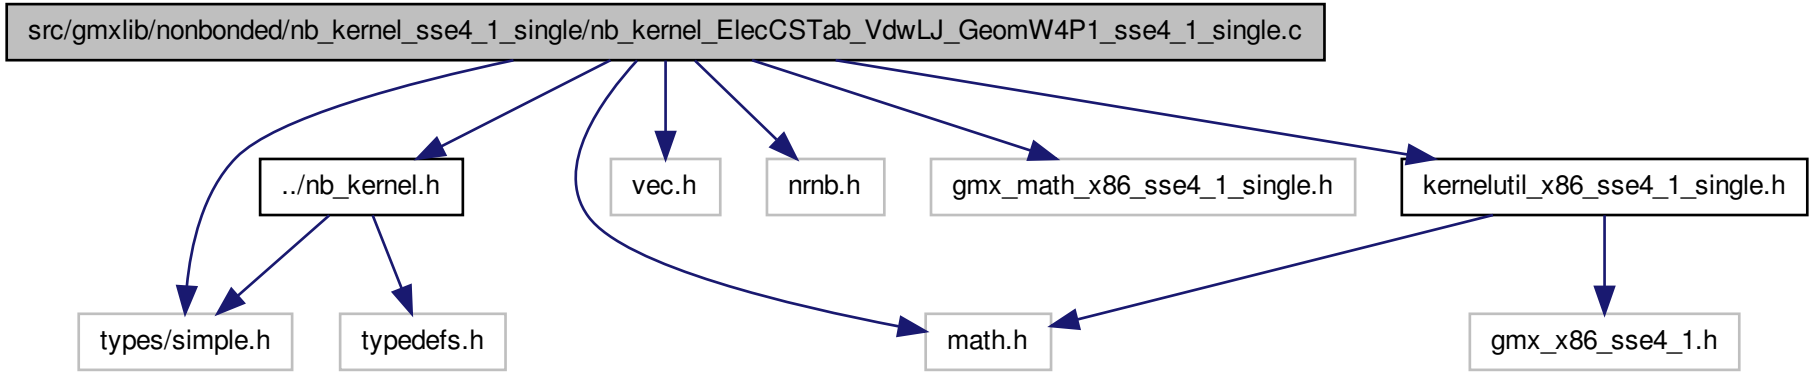 src/gmxlib/nonbonded/nb_kernel_sse4_1_single/nb_kernel_ElecCSTab_VdwLJ_GeomW4P1_sse4_1_single.c
../nb_kernel.h
vec.h
nrnb.h
gmx_math_x86_sse4_1_single.h
kernelutil_x86_sse4_1_single.h
types/simple.h
typedefs.h
math.h
gmx_x86_sse4_1.h